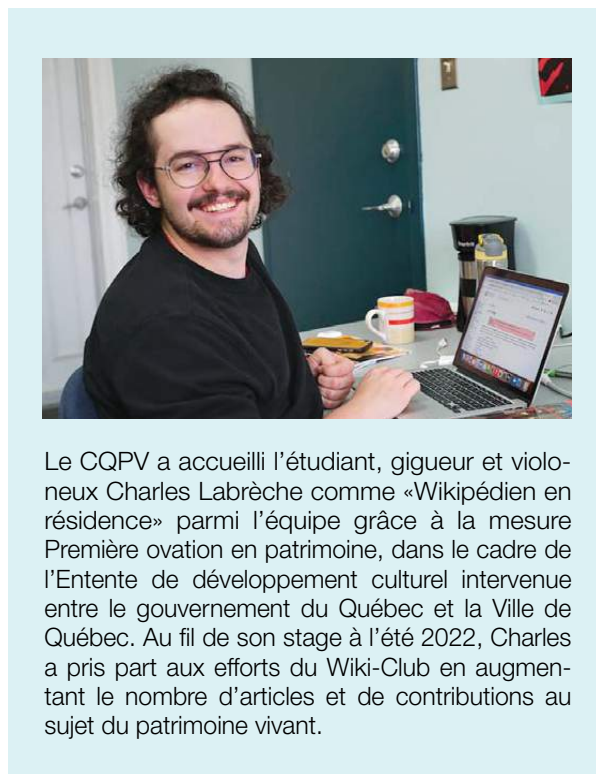 Le CQPV a accueilli l’étudiant, gigueur et violo-
neux Charles Labrèche comme «Wikipédien en
résidence» parmi l’équipe grâce à la mesure
Première ovation en patrimoine, dans le cadre de
l’Entente de développement culturel intervenue
entre le gouvernement du Québec et la Ville de
Québec. Au fil de son stage à l’été 2022, Charles
a pris part aux efforts du Wiki-Club en augmen-
tant le nombre d’articles et de contributions au
sujet du patrimoine vivant.